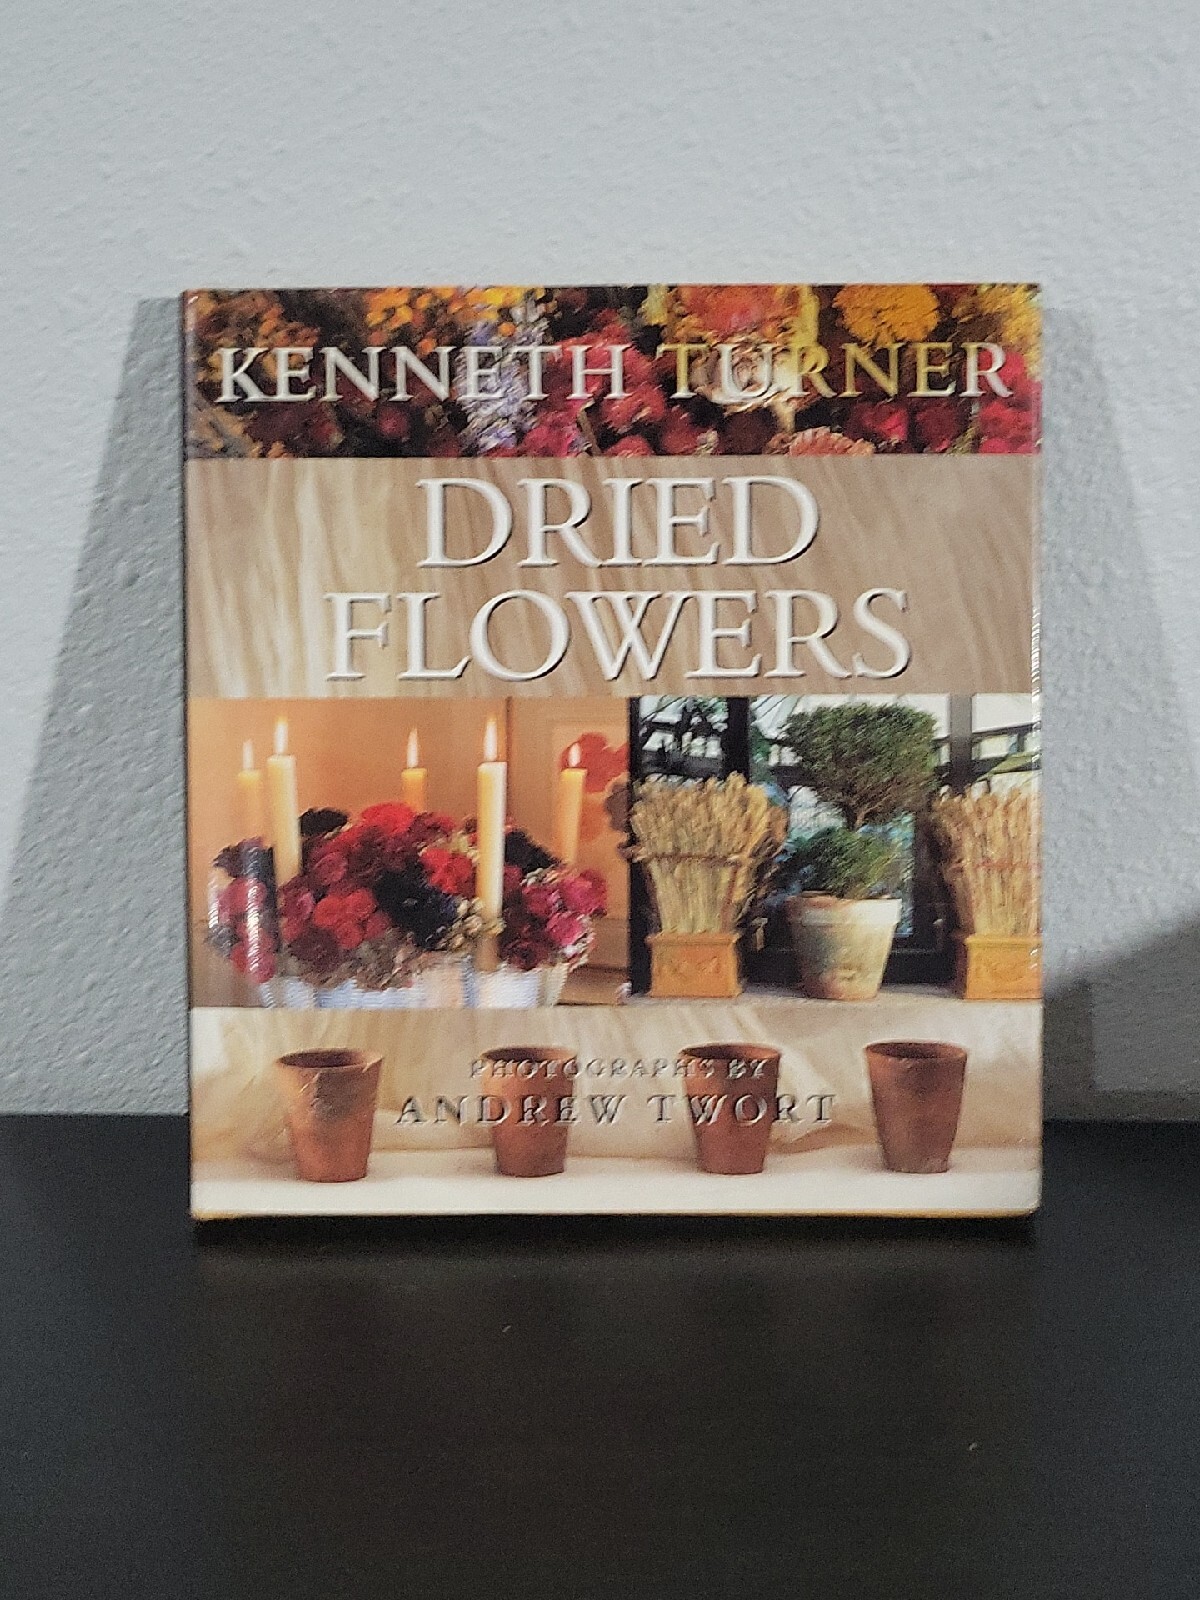 KENNETH TURNER
DRIED
FLOWERS
PHOTOGRAPHS BY
ANDREW TWORT